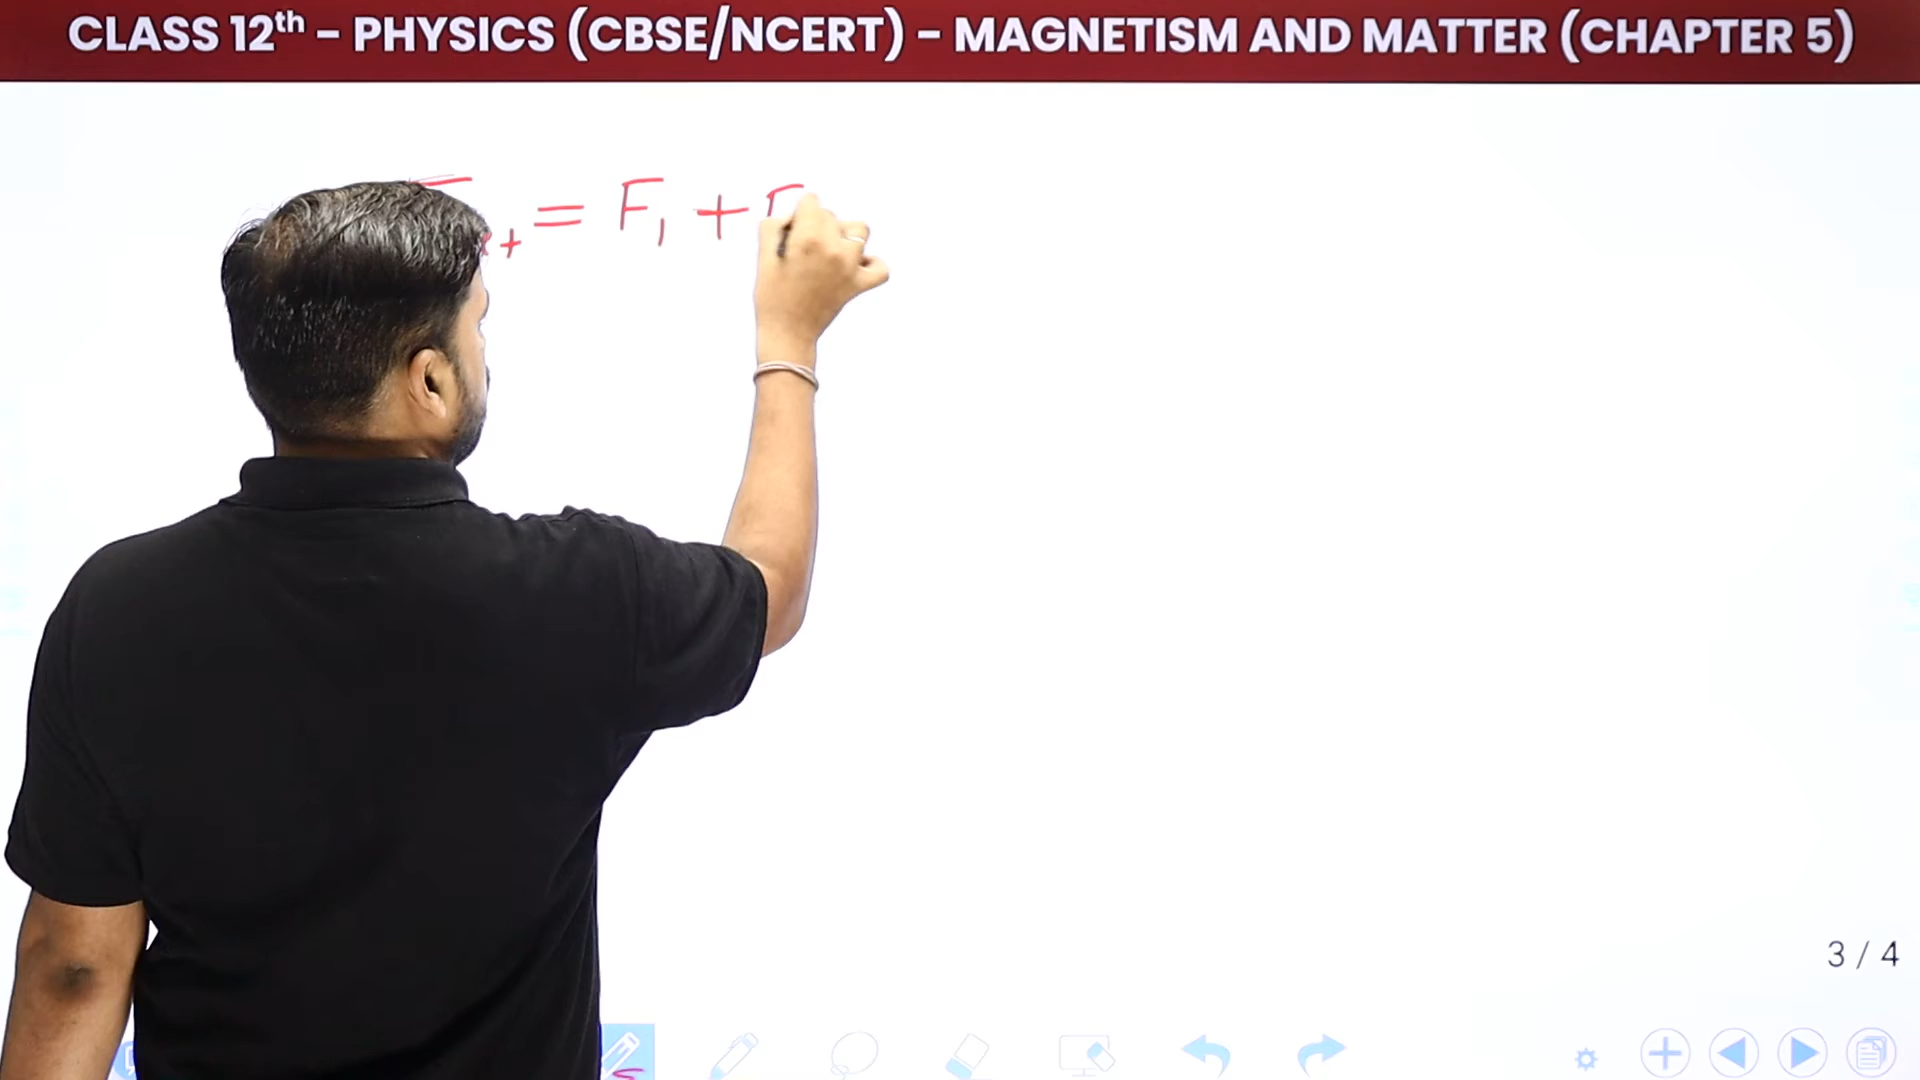 CLASS 12th - PHYSICS (CBSE/NCERT) - MAGNETISM AND MATTER (CHAPTER 5)
= F₁ +
3 / 4